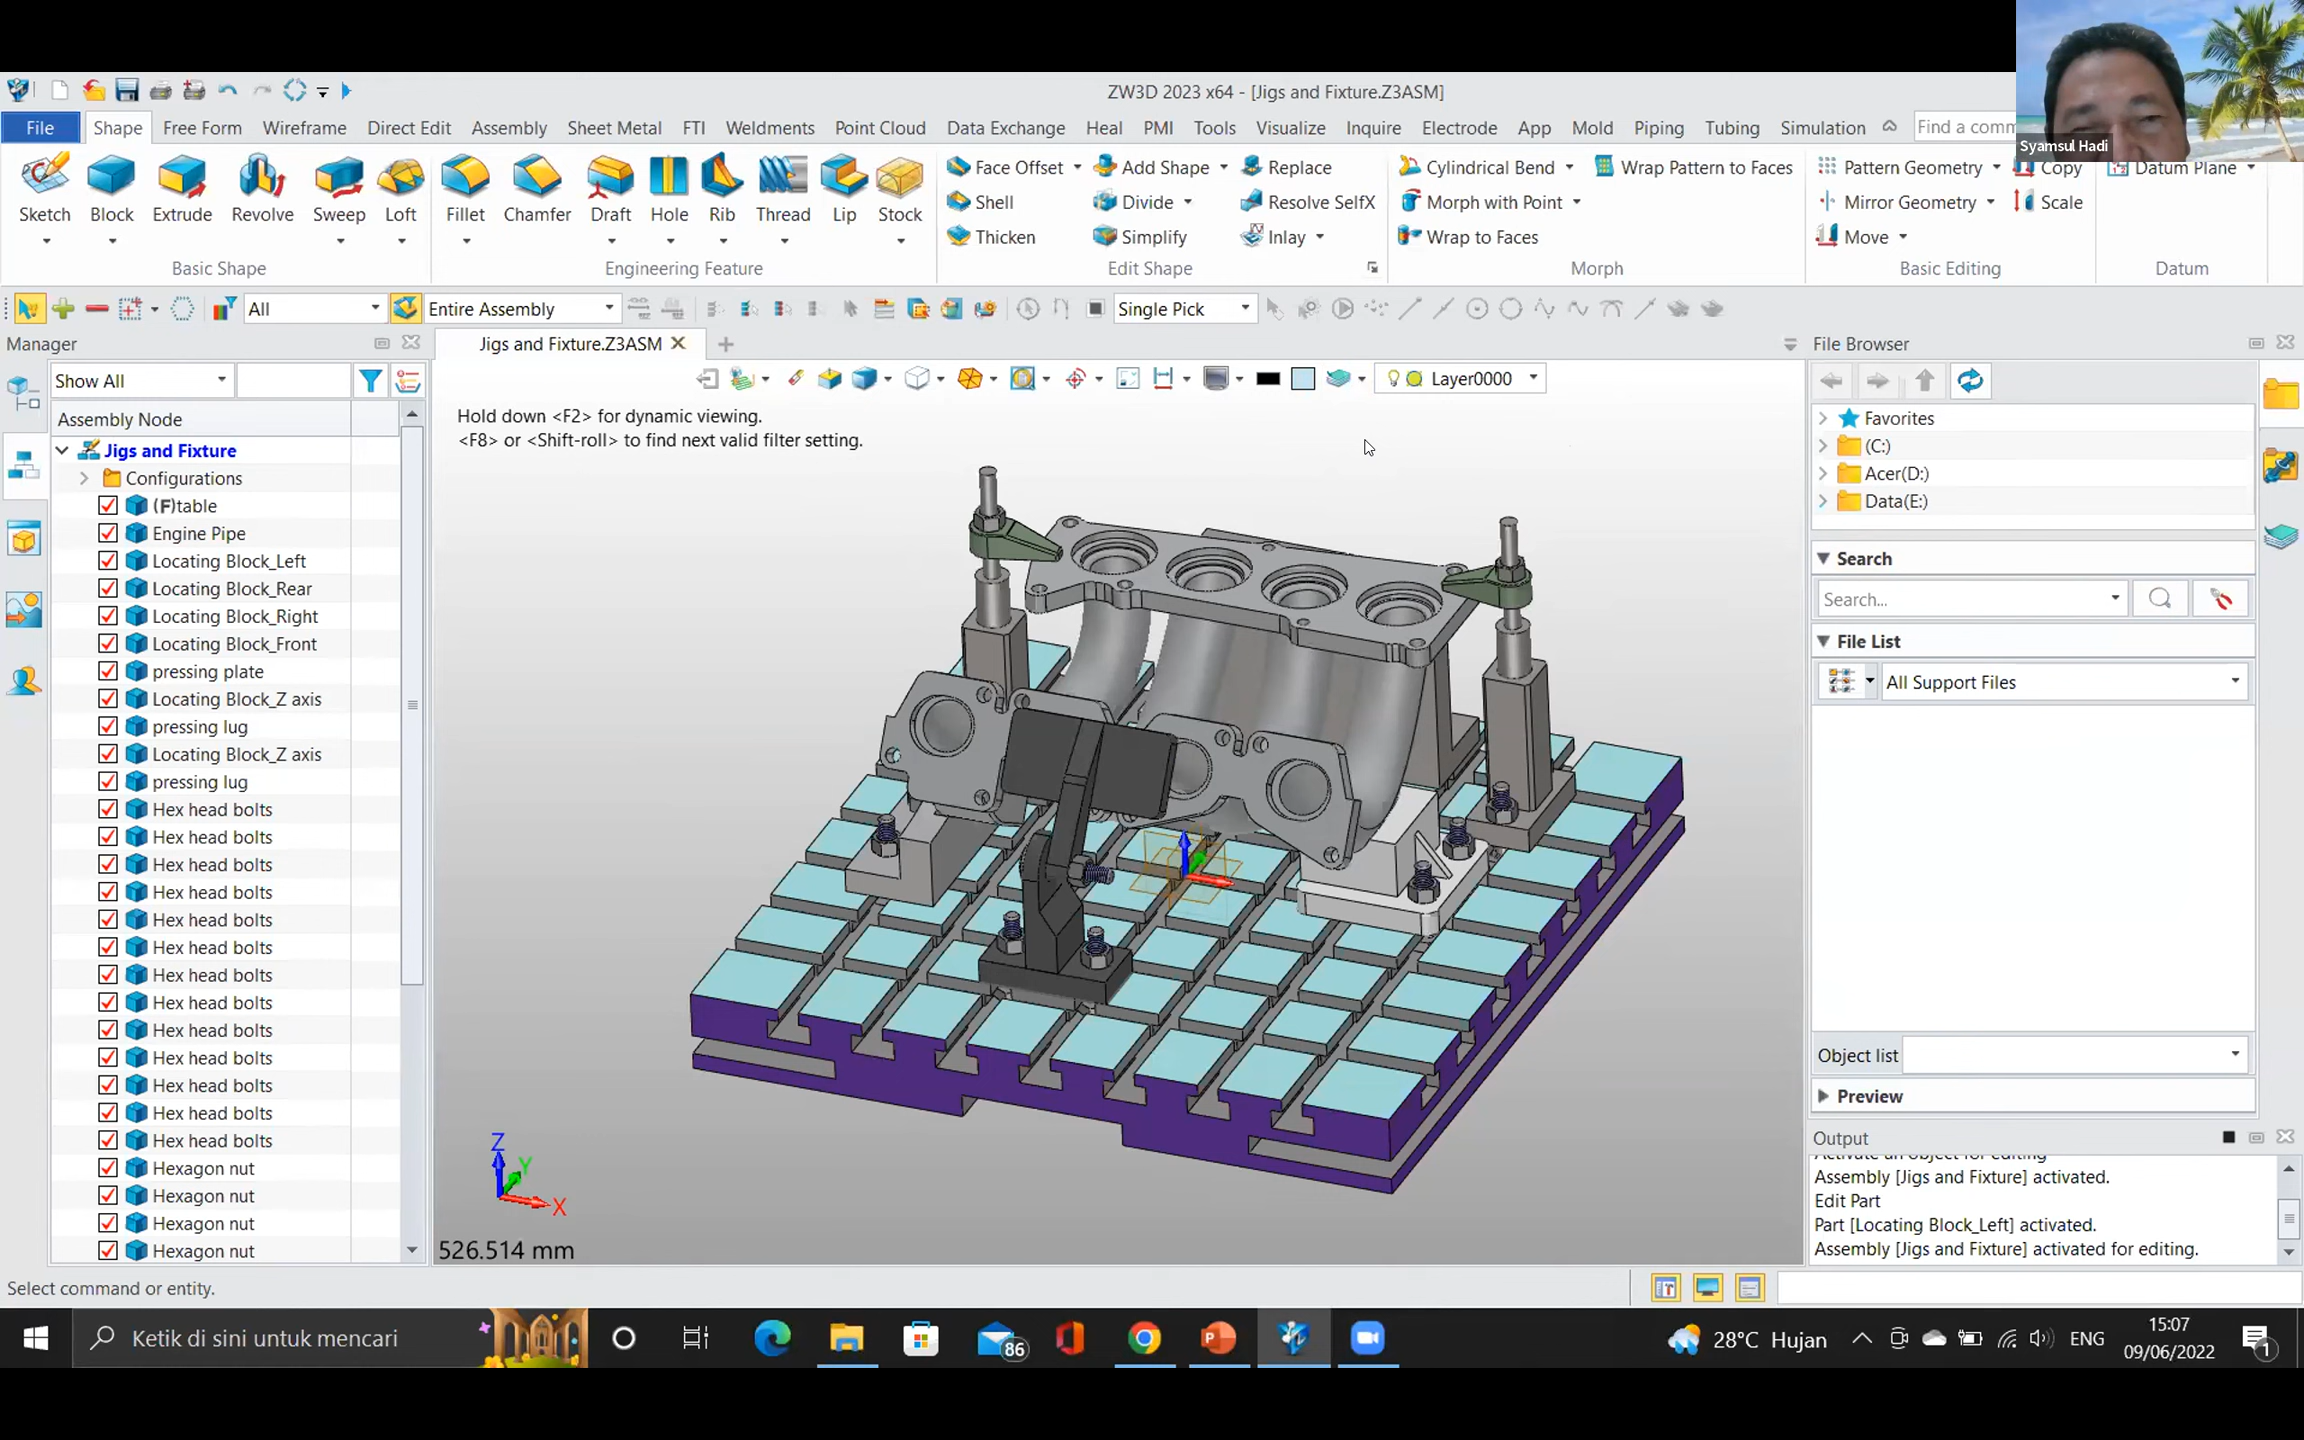 ZW3D 2023 x64 - [Jigs and Fixture.Z3ASM]
Syamsul Hadi
File Shape Free Form Wireframe Direct Edit Assembly Sheet Metal FTI Weldments Point Cloud Data Exchange Heal PMI Tools Visualize Inquire Electrode App Mold Piping Tubing Simulation Find a comm
Sketch Block Extrude Revolve Sweep Loft Fillet Chamfer Draft Hole Rib Thread Lip Stock
Face Offset Add Shape Replace Cylindrical Bend Wrap Pattern to Faces Pattern Geometry Copy Datum Plane
Shell Divide Resolve SelfX Morph with Point Mirror Geometry Scale
Thicken Simplify Inlay Wrap to Faces Move
Basic Shape Engineering Feature Edit Shape Morph Basic Editing Datum
All Entire Assembly Single Pick
Manager Jigs and Fixture.Z3ASM File Browser
Show All
Layer0000
Assembly Node
Hold down <F2> for dynamic viewing.
<F8> or <Shift-roll> to find next valid filter setting.
Jigs and Fixture
Configurations
(F)table
Engine Pipe
Locating Block_Left
Locating Block_Rear
Locating Block_Right
Locating Block_Front
pressing plate
Locating Block_Z axis
pressing lug
Locating Block_Z axis
pressing lug
Hex head bolts
Hex head bolts
Hex head bolts
Hex head bolts
Hex head bolts
Hex head bolts
Hex head bolts
Hex head bolts
Hex head bolts
Hex head bolts
Hex head bolts
Hex head bolts
Hex head bolts
Hexagon nut
Hexagon nut
Hexagon nut
Hexagon nut
Z
Y
X
526.514 mm
Favorites
(C:)
Acer(D:)
Data(E:)
Search
Search...
File List
All Support Files
Object list
Preview
Output
Activate an object for editing
Assembly [Jigs and Fixture] activated.
Edit Part
Part [Locating Block_Left] activated.
Assembly [Jigs and Fixture] activated for editing.
Select command or entity.
Ketik di sini untuk mencari
86
28°C Hujan
ENG
15:07
09/06/2022
1